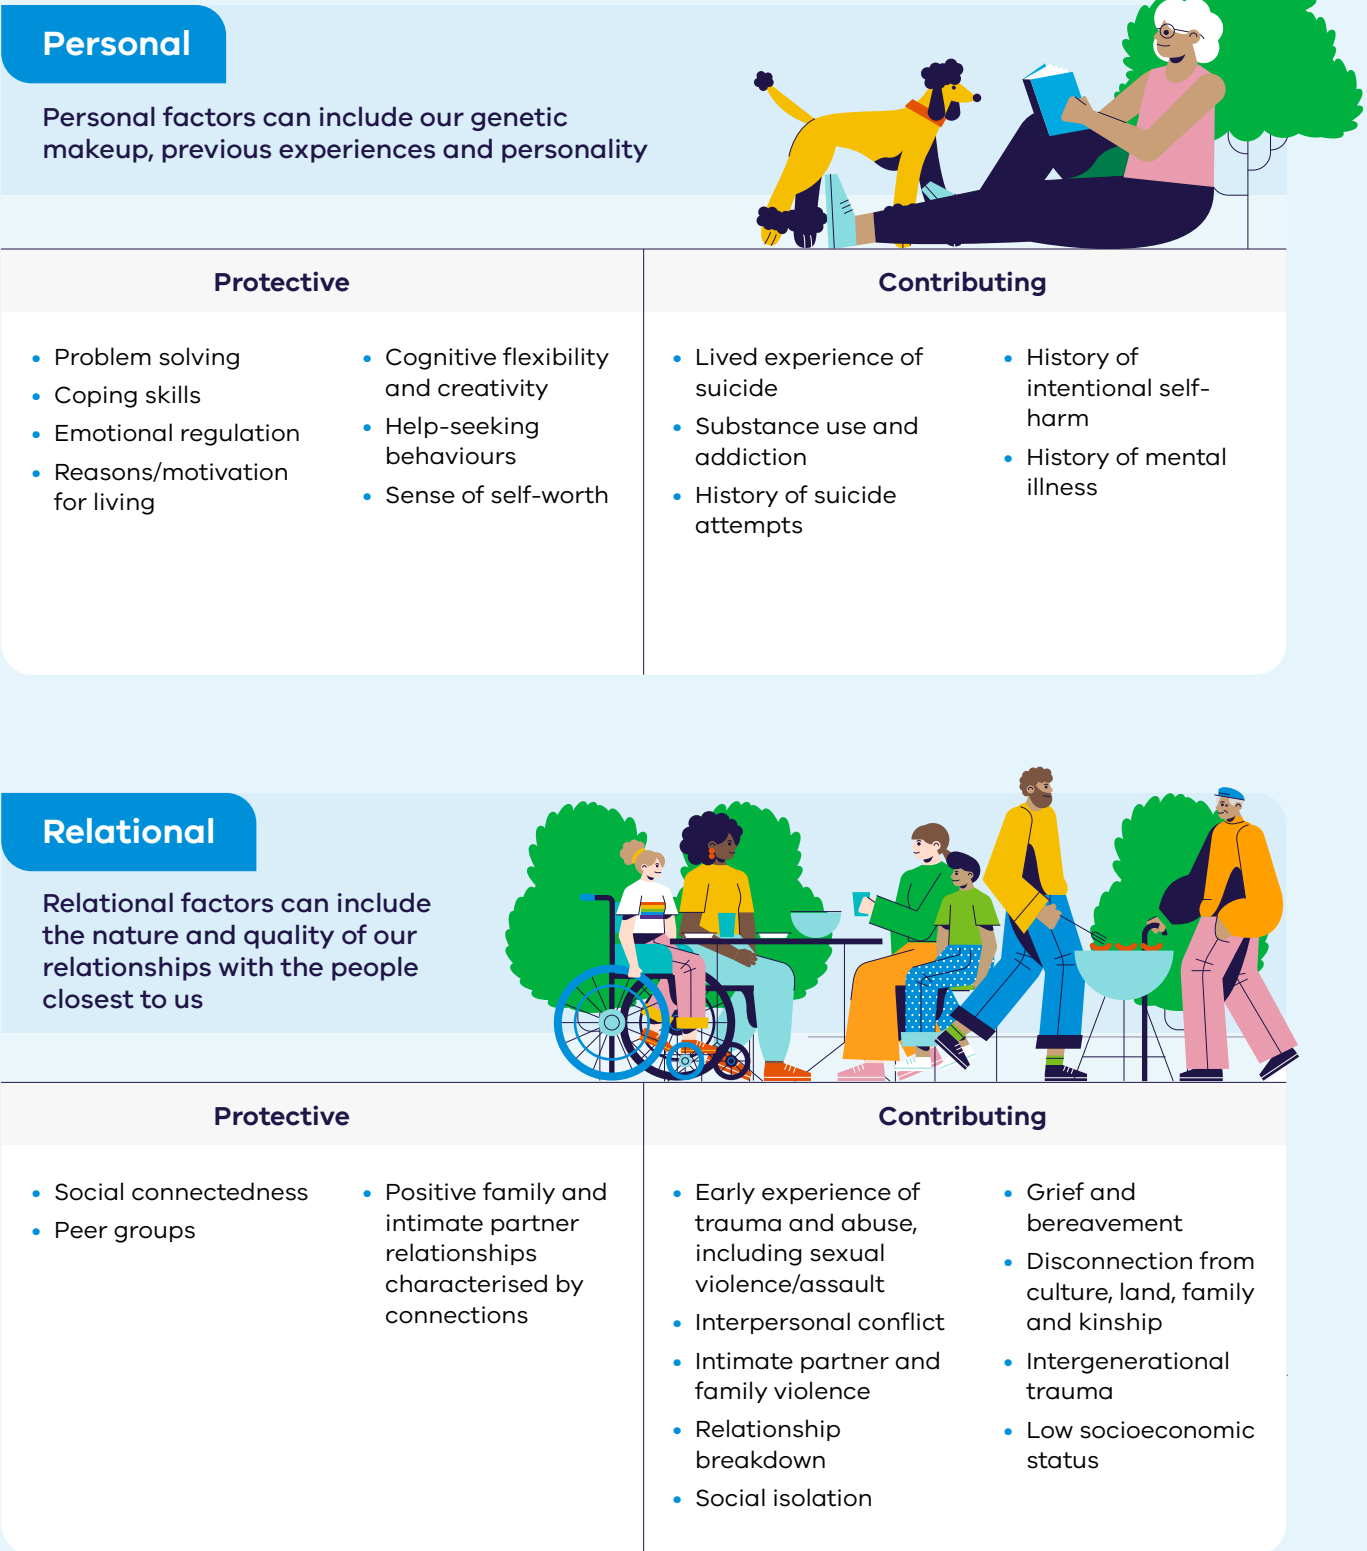 Personal
Personal factors can include our genetic
makeup, previous experiences and personality
Protective
• Problem solving
• Coping skills
• Emotional regulation
• Reasons/motivation
for living
• Cognitive flexibility
and creativity
• Help-seeking
behaviours
• Sense of self-worth
Contributing
• Lived experience of
suicide
• Substance use and
addiction
• History of suicide
attempts
• History of
intentional self-
harm
• History of mental
illness
Relational
Relational factors can include
the nature and quality of our
relationships with the people
closest to us
Protective
• Social connectedness
• Peer groups
• Positive family and
intimate partner
relationships
characterised by
connections
Contributing
• Early experience of
trauma and abuse,
including sexual
violence/assault
• Interpersonal conflict
• Intimate partner and
family violence
• Relationship
breakdown
• Social isolation
• Grief and
bereavement
• Disconnection from
culture, land, family
and kinship
• Intergenerational
trauma
• Low socioeconomic
status